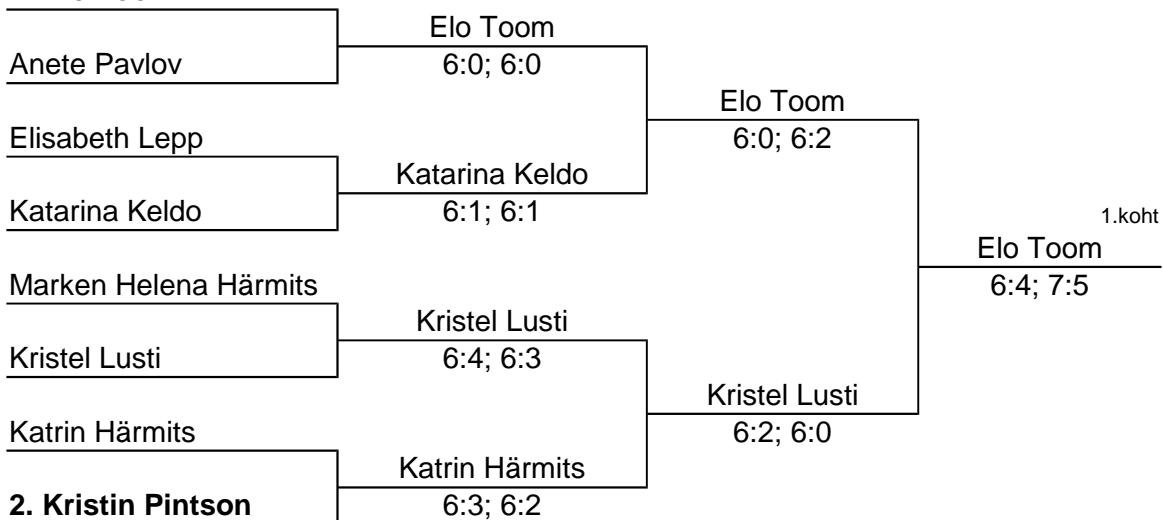 Elo Toom
Anete Pavlov
6:0; 6:0
Elo Toom
Elisabeth Lepp
6:0; 6:2
Katarina Keldo
Katarina Keldo
6:1; 6:1
1.koht
Elo Toom
Marken Helena Härmits
6:4; 7:5
Kristel Lusti
Kristel Lusti
6:4; 6:3
Kristel Lusti
Katrin Härmits
6:2; 6:0
Katrin Härmits
2. Kristin Pintson
6:3; 6:2